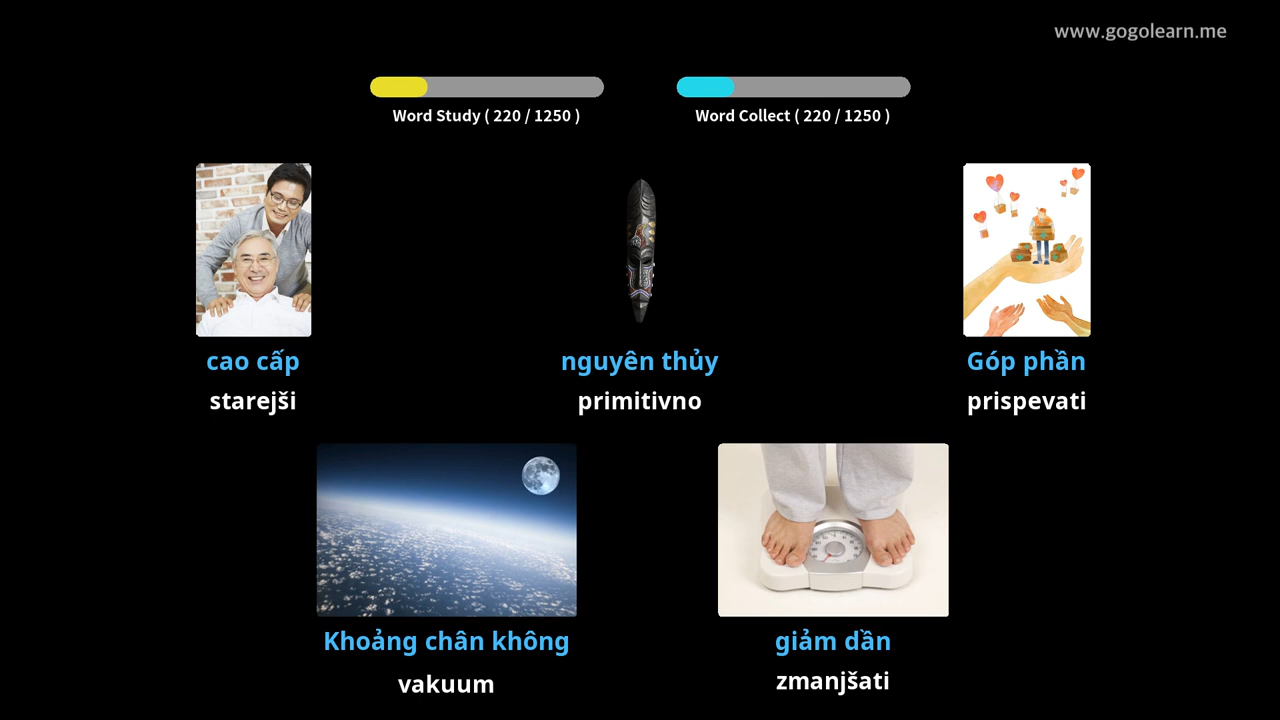 www.gogolearn.me
Word Study ( 220 / 1250 )
Word Collect ( 220 / 1250 )
cao cấp
starejši
nguyên thủy
primitivno
Góp phần
prispevati
Khoảng chân không
vakuum
giảm dần
zmanjšati